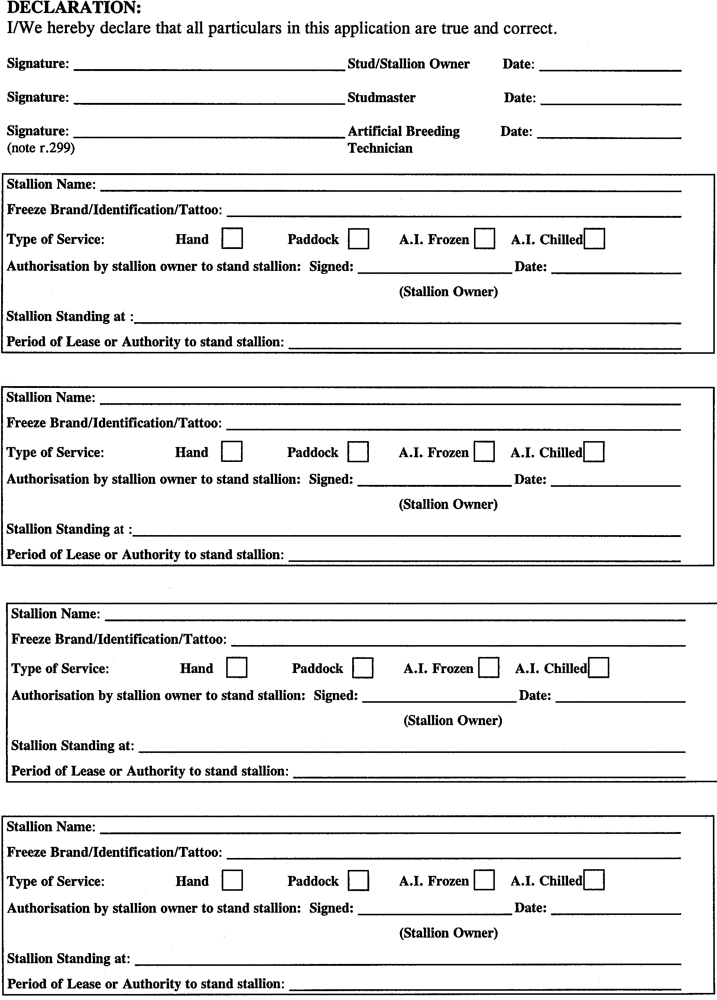 DECLARATION:
I/We hereby declare that all particulars in this application are true and correct.
Signature: Stud/Stallion Owner Date:
Signature: Studmaster Date:
Signature: Artificial Breeding Date:
(note r.299) Technician
Stallion Name:
Freeze Brand/Identification/Tattoo:
Type of Service: Hand Paddock A.I. Frozen A.I. Chilled
Authorisation by stallion owner to stand stallion: Signed: Date:
(Stallion Owner)
Stallion Standing at :
Period of Lease or Authority to stand stallion:
Stallion Name:
Freeze Brand/Identification/Tattoo:
Type of Service: Hand Paddock A.I. Frozen A.I. Chilled
Authorisation by stallion owner to stand stallion: Signed: Date:
(Stallion Owner)
Stallion Standing at :
Period of Lease or Authority to stand stallion:
Stallion Name:
Freeze Brand/Identification/Tattoo:
Type of Service: Hand Paddock A.I. Frozen A.I. Chilled
Authorisation by stallion owner to stand stallion: Signed: Date:
(Stallion Owner)
Stallion Standing at:
Period of Lease or Authority to stand stallion:
Stallion Name:
Freeze Brand/Identification/Tattoo:
Type of Service: Hand Paddock A.I. Frozen A.I. Chilled
Authorisation by stallion owner to stand stallion: Signed: Date:
(Stallion Owner)
Stallion Standing at:
Period of Lease or Authority to stand stallion: